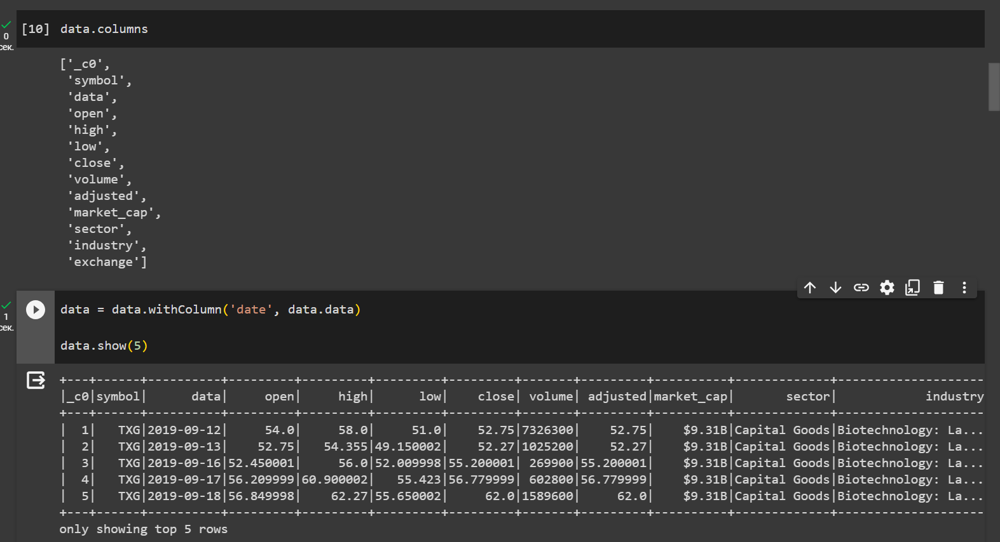 [10] data.columns
0
сек.
['_c0',
 'symbol',
 'data',
 'open',
 'high',
 'low',
 'close',
 'volume',
 'adjusted',
 'market_cap',
 'sector',
 'industry',
 'exchange']
1
сек.
data = data.withColumn('date', data.data)
data.show(5)
+---+------+----------+---------+---------+---------+---------+-------+---------+----------+-------------+--------------------
|_c0|symbol|      data|     open|     high|      low|    close| volume| adjusted|market_cap|       sector|            industry
+---+------+----------+---------+---------+---------+---------+-------+---------+----------+-------------+--------------------
|  1|   TXG|2019-09-12|     54.0|     58.0|     51.0|    52.75|7326300|    52.75|    $9.31B|Capital Goods|Biotechnology: La...
|  2|   TXG|2019-09-13|    52.75|   54.355|49.150002|    52.27|1025200|    52.27|    $9.31B|Capital Goods|Biotechnology: La...
|  3|   TXG|2019-09-16|52.450001|     56.0|52.009998|55.200001| 269900|55.200001|    $9.31B|Capital Goods|Biotechnology: La...
|  4|   TXG|2019-09-17|56.209999|60.900002|   55.423|56.779999| 602800|56.779999|    $9.31B|Capital Goods|Biotechnology: La...
|  5|   TXG|2019-09-18|56.849998|    62.27|55.650002|     62.0|1589600|     62.0|    $9.31B|Capital Goods|Biotechnology: La...
+---+------+----------+---------+---------+---------+---------+-------+---------+----------+-------------+--------------------
only showing top 5 rows